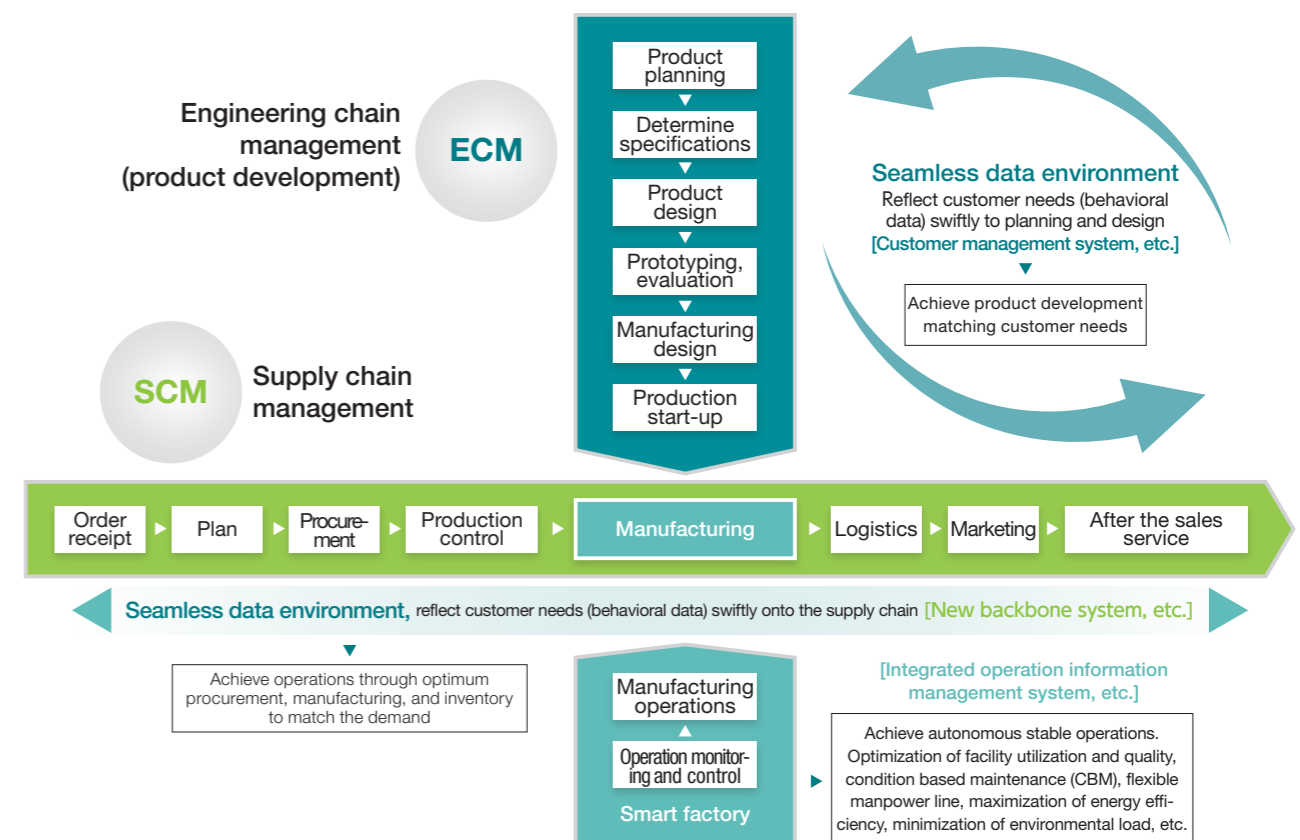 Engineering chain
management
(product development)
ECM
Product
planning
Determine
specifications
Product
design
Prototyping,
evaluation
Manufacturing
design
Production
start-up
Seamless data environment
Reflect customer needs (behavioral
data) swiftly to planning and design
[Customer management system, etc.]
Achieve product development
matching customer needs
SCM
Supply chain
management
Order
receipt
Plan
Procure-
ment
Production
control
Manufacturing
Logistics
Marketing
After the sales
service
Seamless data environment, reflect customer needs (behavioral data) swiftly onto the supply chain [New backbone system, etc.]
Achieve operations through optimum
procurement, manufacturing, and inventory
to match the demand
Manufacturing
operations
Operation monitor-
ing and control
Smart factory
[Integrated operation information
management system, etc.]
Achieve autonomous stable operations.
Optimization of facility utilization and quality,
condition based maintenance (CBM), flexible
manpower line, maximization of energy effi-
ciency, minimization of environmental load, etc.